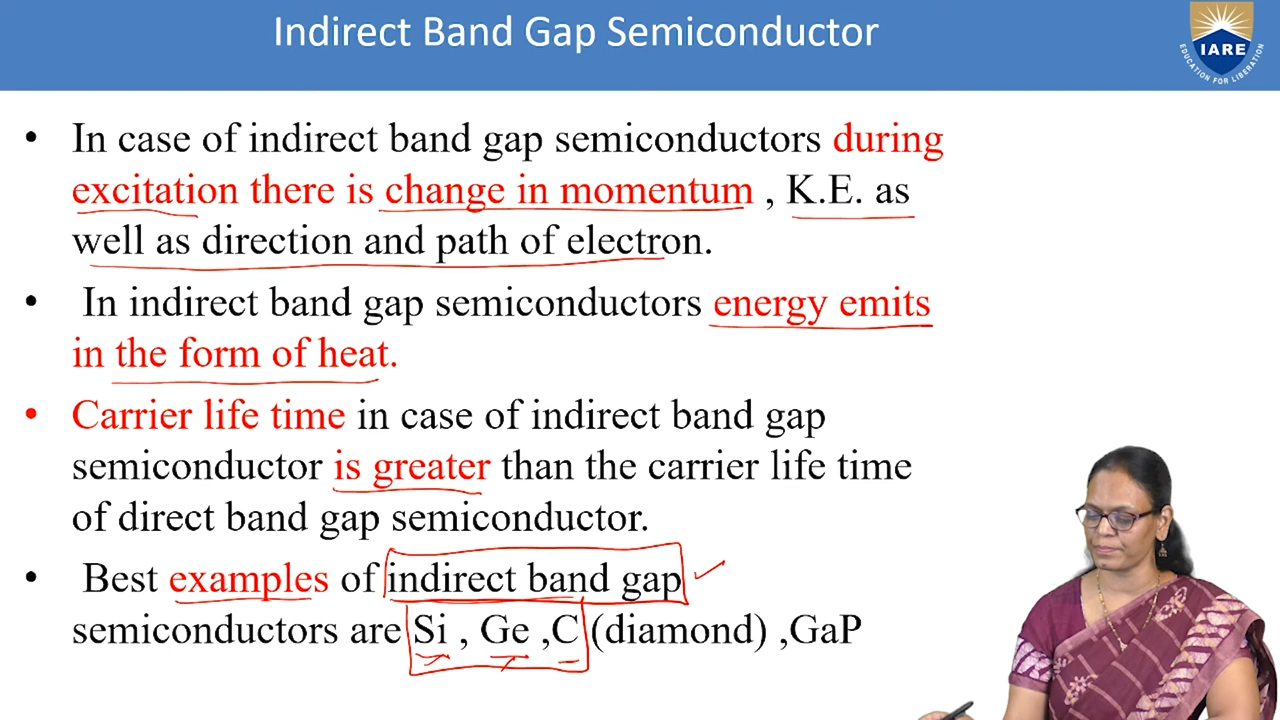 Indirect Band Gap Semiconductor
IARE
EDUCATION FOR LIBERATION
• In case of indirect band gap semiconductors during
excitation there is change in momentum , K.E. as
well as direction and path of electron.
• In indirect band gap semiconductors energy emits
in the form of heat.
• Carrier life time in case of indirect band gap
semiconductor is greater than the carrier life time
of direct band gap semiconductor.
• Best examples of indirect band gap
semiconductors are Si , Ge ,C (diamond) ,GaP